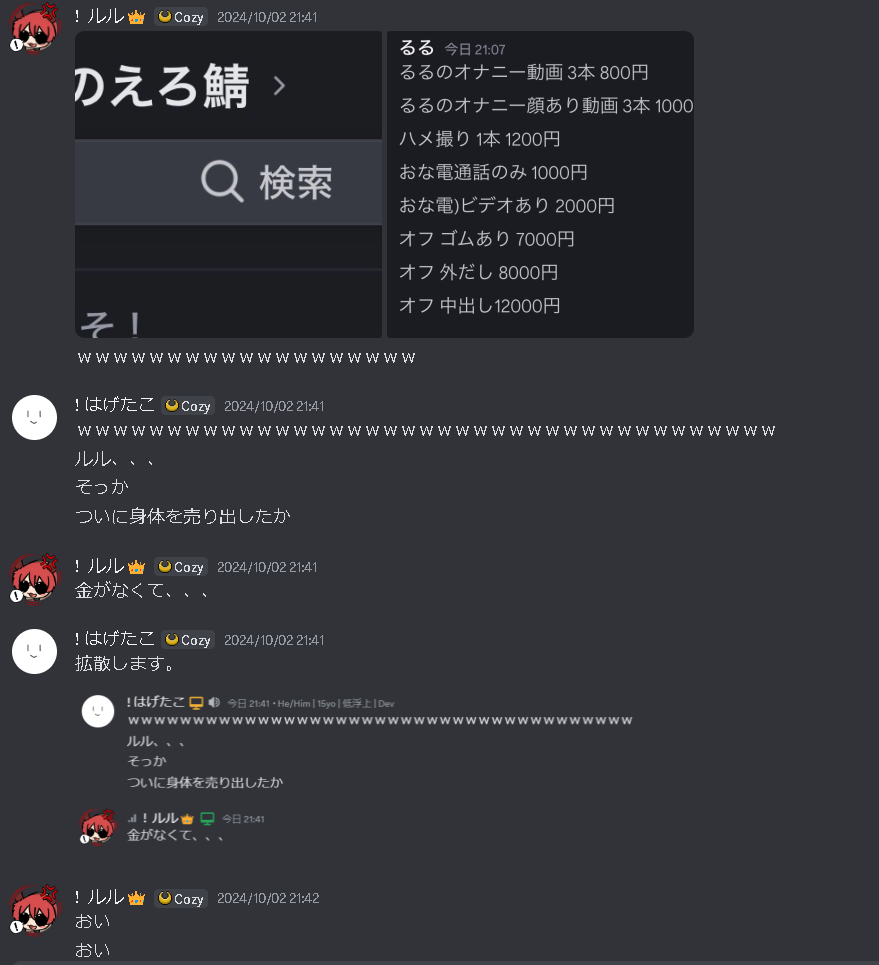 ！ルル Cozy 2024/10/02 21:41
のえろ鯖 >
検索
そ！
るる 今日 21:07
るるのオナニー動画 3本 800円
るるのオナニー顔あり動画 3本 1000
ハメ撮り 1本 1200円
おな電通話のみ 1000円
おな電)ビデオあり 2000円
オフ ゴムあり 7000円
オフ 外だし 8000円
オフ 中出し12000円
ｗｗｗｗｗｗｗｗｗｗｗｗｗｗｗｗｗｗｗ
！はげたこ Cozy 2024/10/02 21:41
ｗｗｗｗｗｗｗｗｗｗｗｗｗｗｗｗｗｗｗｗｗｗｗｗｗｗｗｗｗｗｗｗｗｗｗｗｗｗｗ
ルル、、、
そっか
ついに身体を売り出したか
！ルル Cozy 2024/10/02 21:41
金がなくて、、、
！はげたこ Cozy 2024/10/02 21:41
拡散します。
！はげたこ 今日 21:41 • He/Him | 15yo | 低浮上 | Dev
ｗｗｗｗｗｗｗｗｗｗｗｗｗｗｗｗｗｗｗｗｗｗｗｗｗｗｗｗｗｗｗｗｗｗｗｗｗｗｗ
ルル、、、
そっか
ついに身体を売り出したか
！ルル 今日 21:41
金がなくて、、、
！ルル Cozy 2024/10/02 21:42
おい
おい